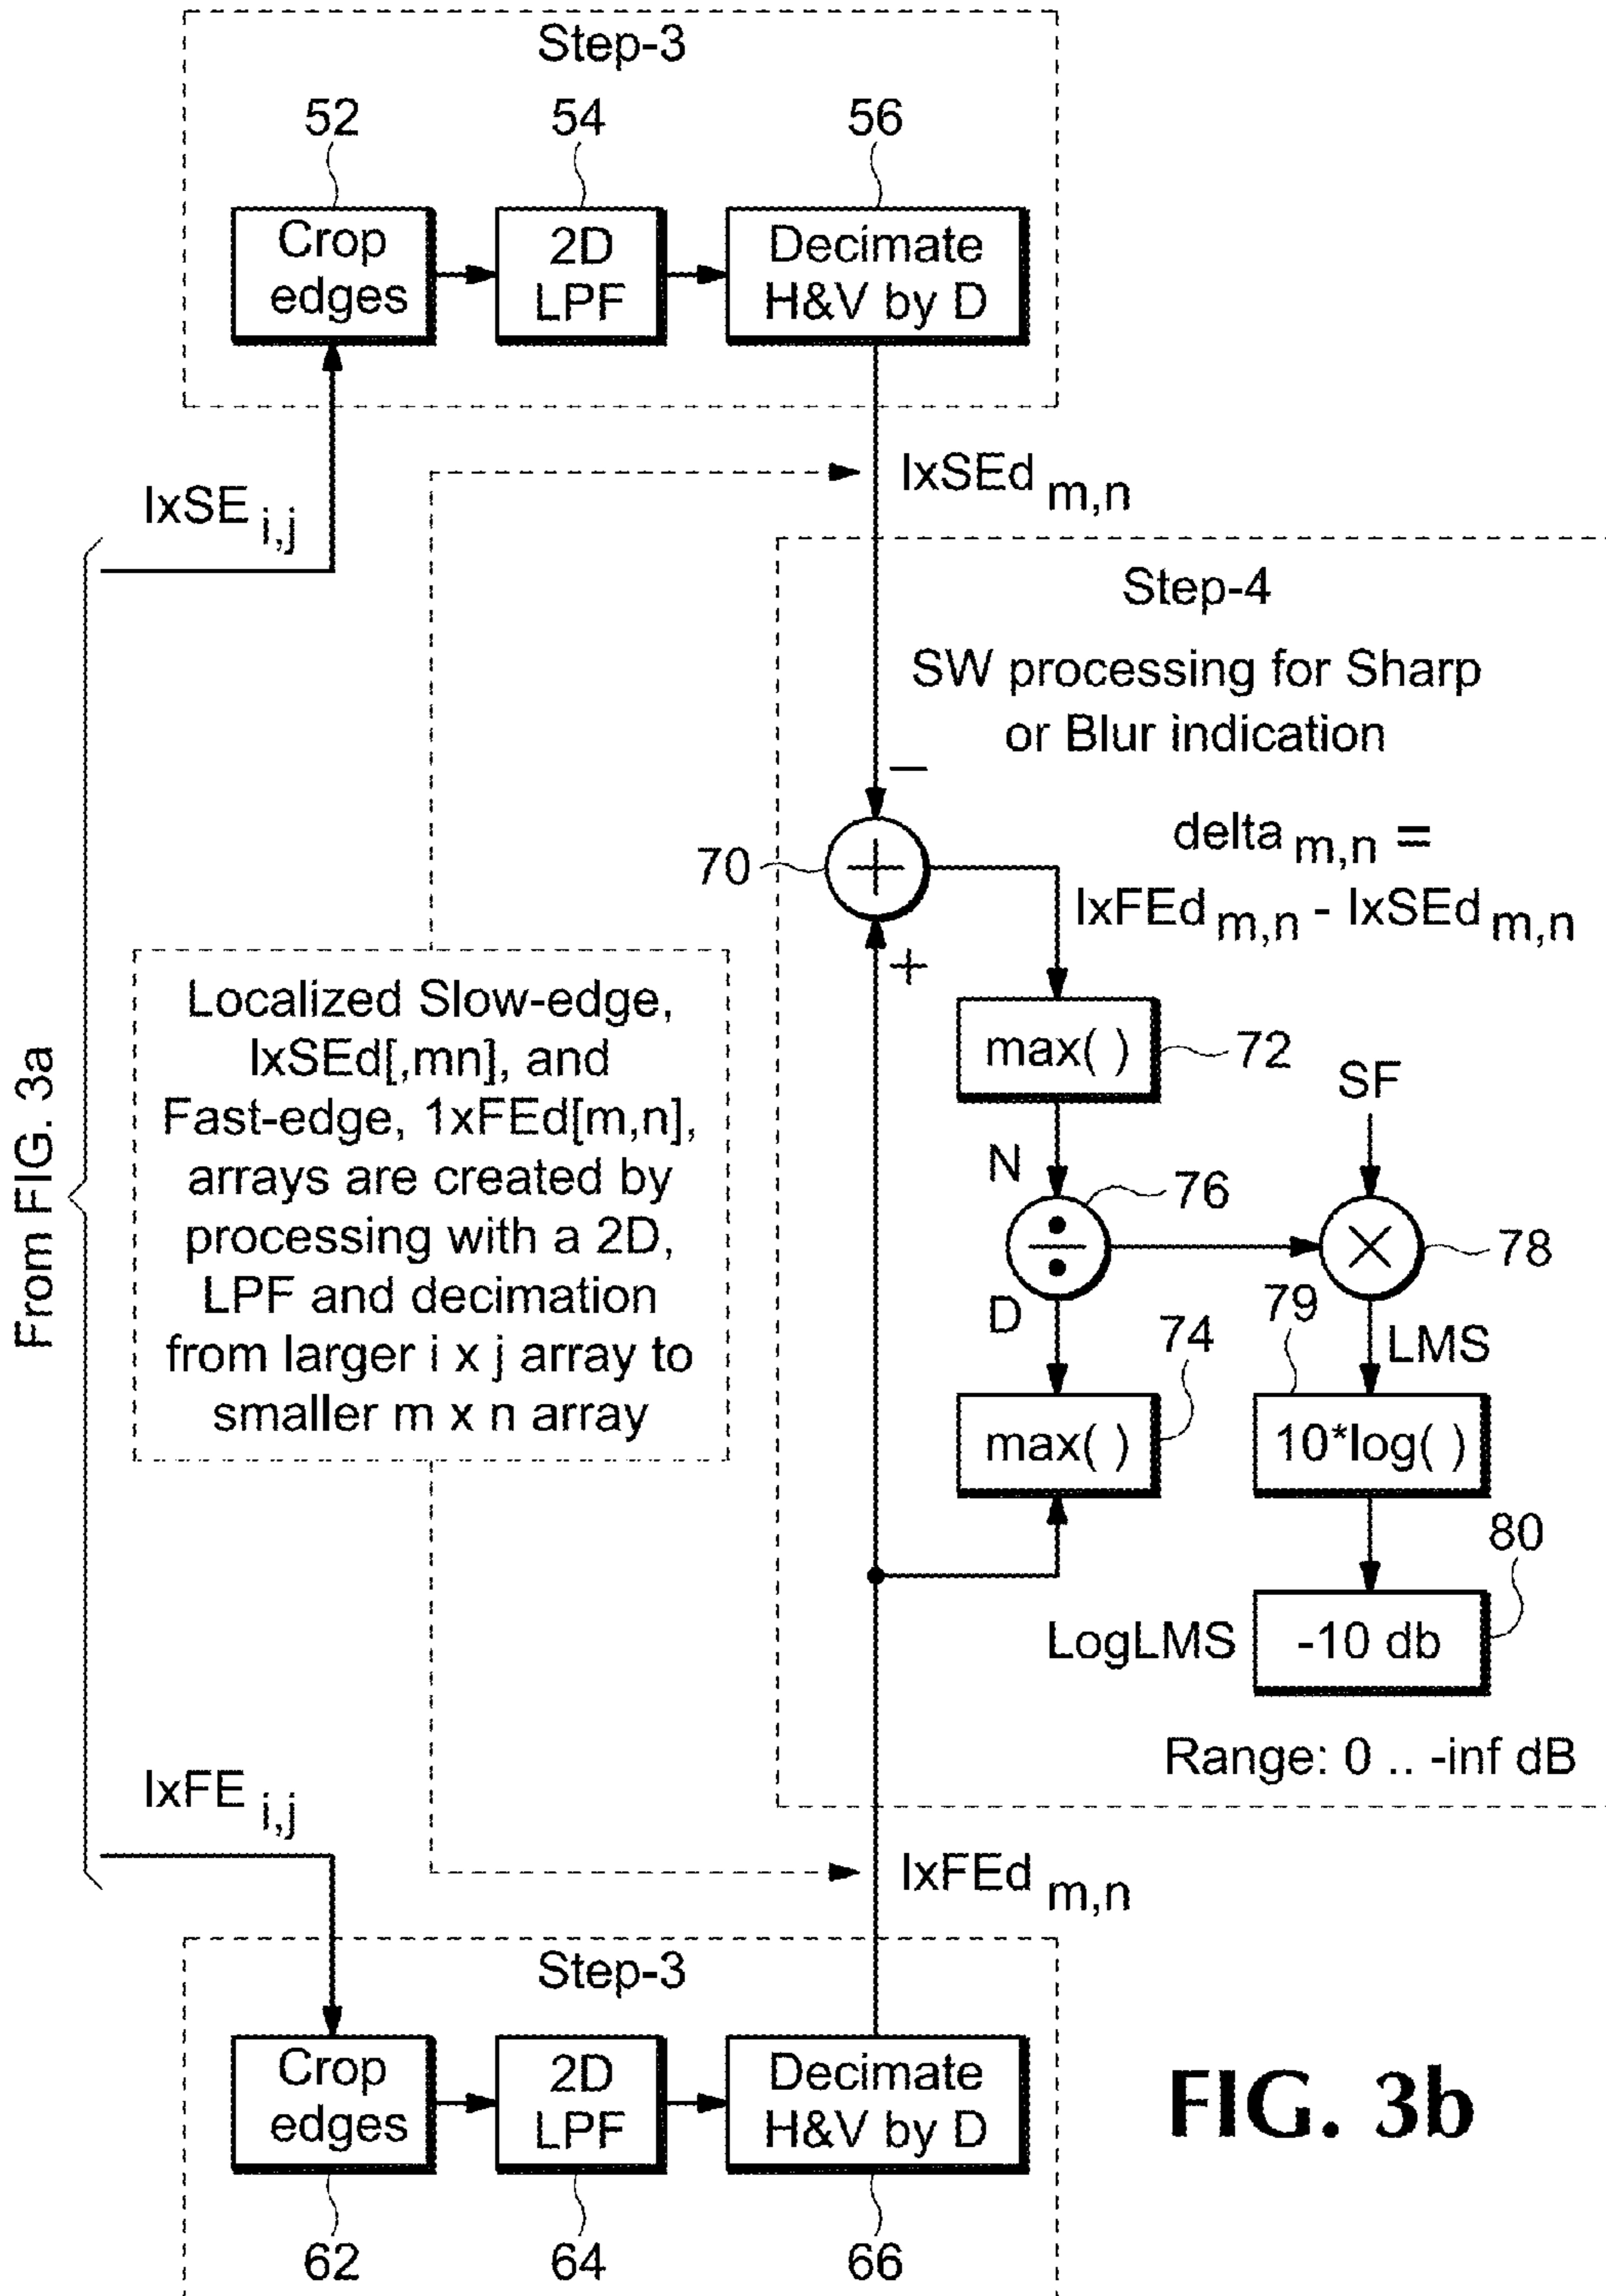 Step-3
52
54
56
Crop
edges
2D
LPF
Decimate
H&V by D
IxSE i,j
IxSEd m,n
Step-4
SW processing for Sharp
or Blur indication
−
70
+
delta m,n =
IxFEd m,n - IxSEd m,n
+
From FIG. 3a
Localized Slow-edge,
IxSEd[,mn], and
Fast-edge, 1xFEd[m,n],
arrays are created by
processing with a 2D,
LPF and decimation
from larger i x j array to
smaller m x n array
max( )
72
SF
N
76
÷
×
78
D
79
74
LMS
max( )
10*log( )
80
LogLMS
-10 db
Range: 0 .. -inf dB
IxFE i,j
IxFEd m,n
Step-3
Crop
edges
2D
LPF
Decimate
H&V by D
62
64
66
FIG. 3b